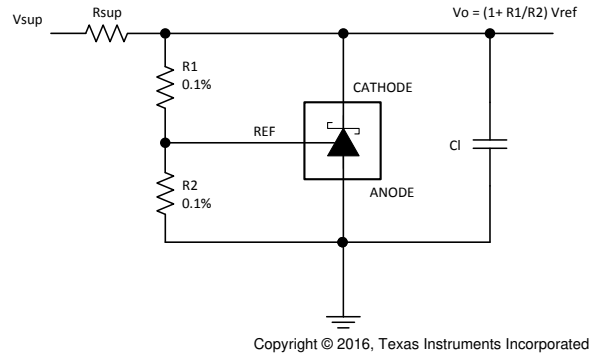 Vsup
Rsup
Vo = (1+ R1/R2) Vref
R1
0.1%
CATHODE
REF
Cl
R2
0.1%
ANODE
Copyright © 2016, Texas Instruments Incorporated